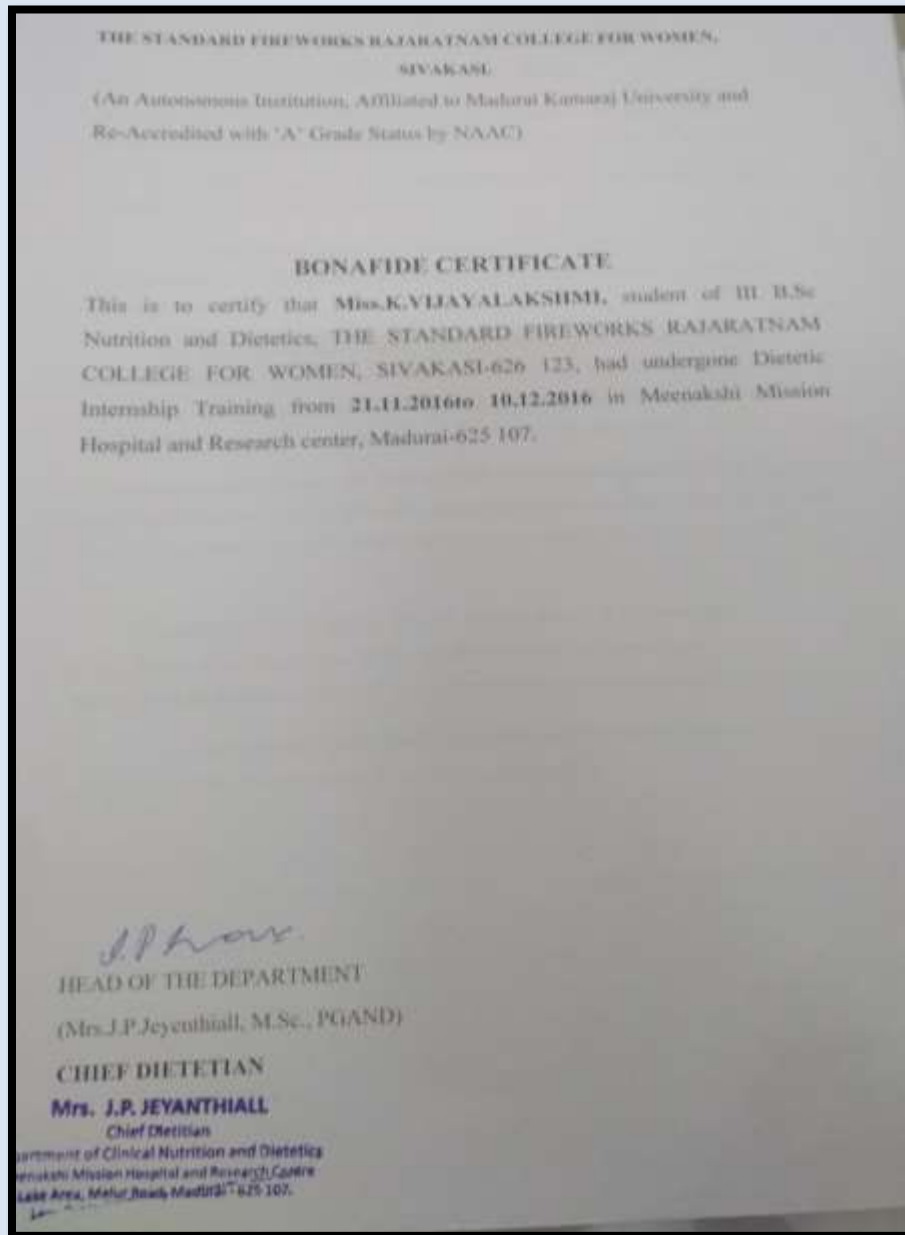 THE STANDARD FIREWORKS RAJARATNAM COLLEGE FOR WOMEN,
SIVAKASI.
(An Autonomous Institution, Affiliated to Madurai Kamaraj University and
Re-Accredited with 'A' Grade Status by NAAC)
BONAFIDE CERTIFICATE
This is to certify that Miss.K.VIJAYALAKSHMI, student of III B.Sc
Nutrition and Dietetics, THE STANDARD FIREWORKS RAJARATNAM
COLLEGE FOR WOMEN, SIVAKASI-626 123, had undergone Dietetic
Internship Training from 21.11.2016to 10.12.2016 in Meenakshi Mission
Hospital and Research center, Madurai-625 107.
HEAD OF THE DEPARTMENT
(Mrs.J.P.Jeyenthiall, M.Sc., PGAND)
CHIEF DIETETIAN
Mrs. J.P. JEYANTHIALL
Chief Dietitian
artment of Clinical Nutrition and Dietetics
enakshi Mission Hospital and Research Centre
Lake Area, Melur Road, Madurai - 625 107.